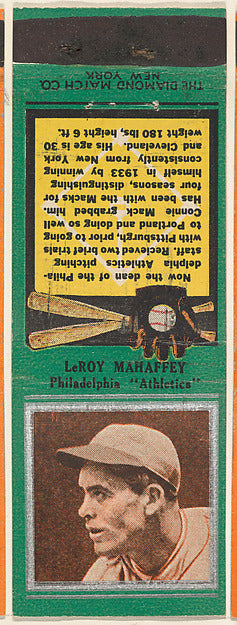 LeROY MAHAFFEY
Philadelphia "Athletics"
Now of the dean of the Phila-
delphia Athletics pitching
staff. Recieved two brief trials
with Pittsburgh, prior to going
to Portland and doing so well
Connie Mack grabbed him.
Has been with the Macks for
four seasons, distinguishing
himself in 1933 by winning
consistently from New York
and Cleveland. His age is 30
weight 180 lbs, height 6 ft.
THE DIAMOND MATCH CO.
NEW YORK